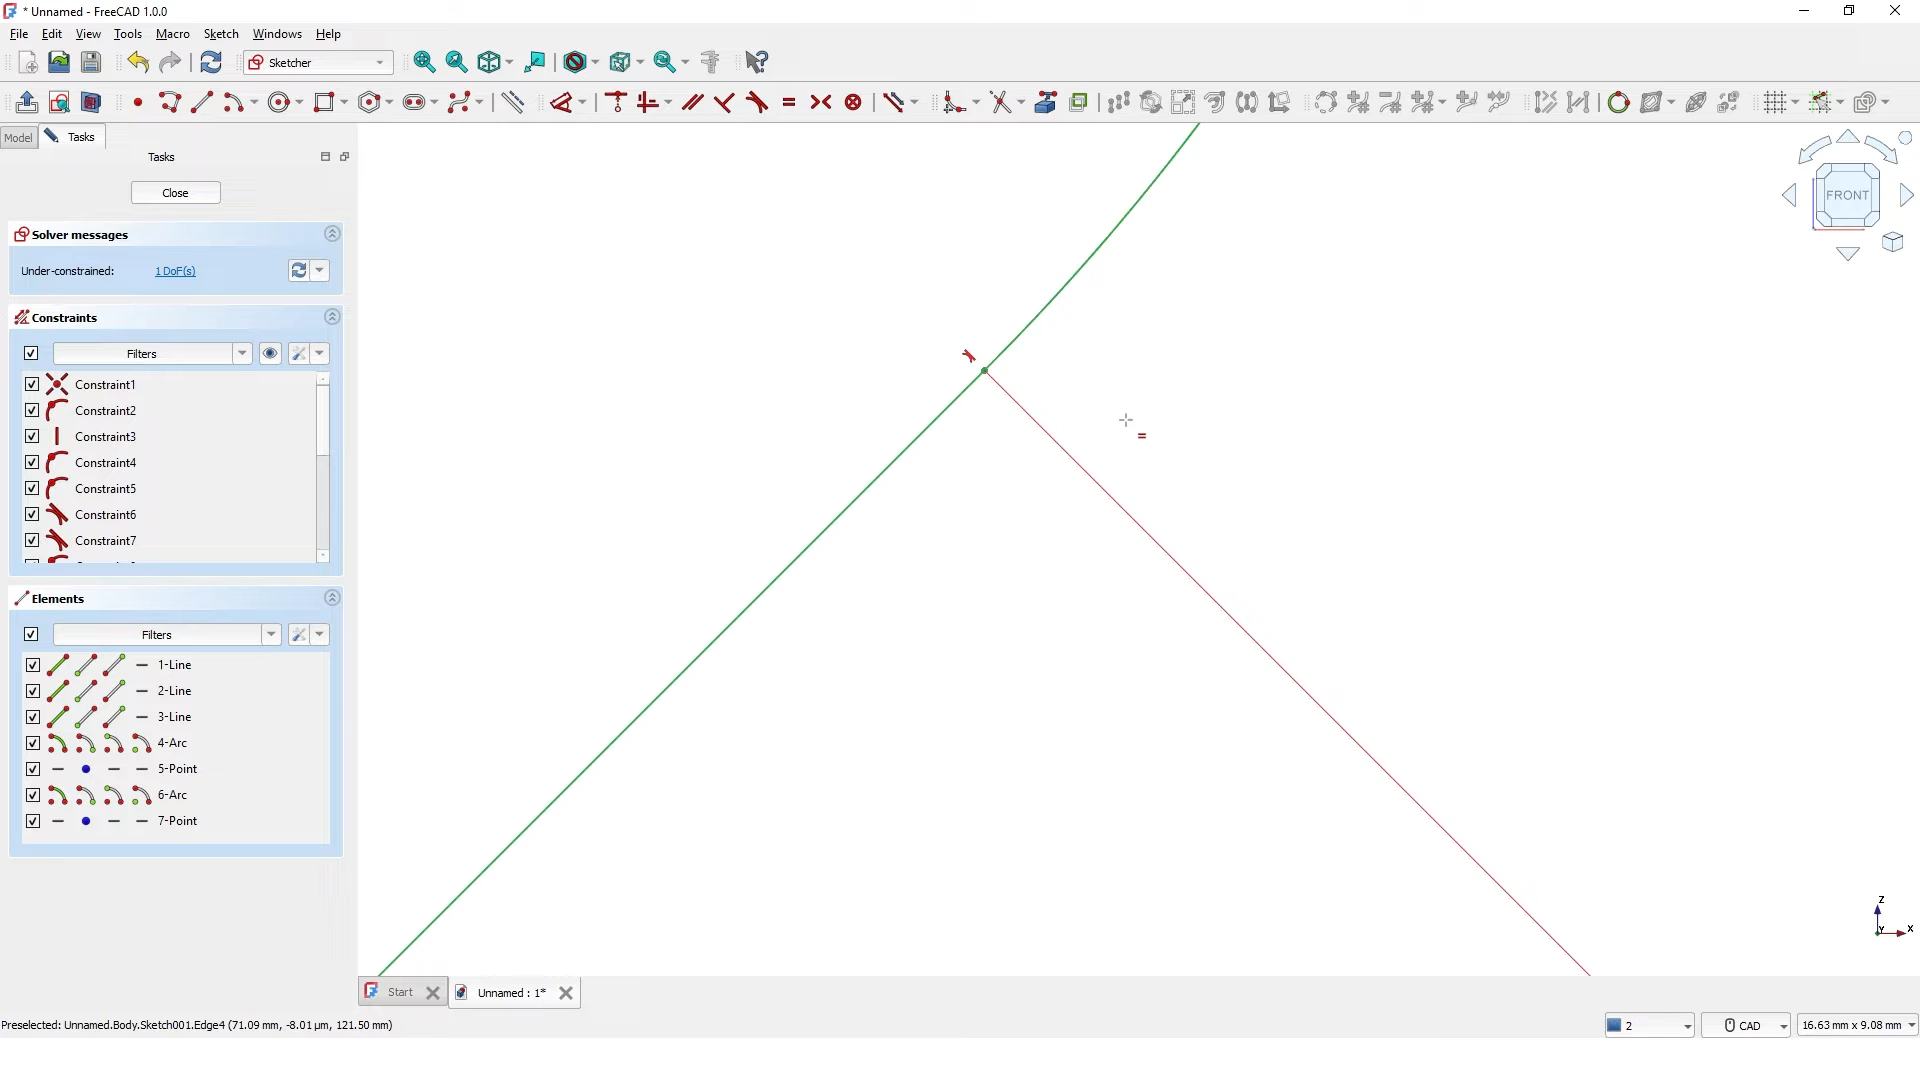 * Unnamed - FreeCAD 1.0.0
File Edit View Tools Macro Sketch Windows Help
Sketcher
Model Tasks
Tasks
Close
Solver messages
Under-constrained: 1 DoF(s)
Constraints
Filters
Constraint1
Constraint2
Constraint3
Constraint4
Constraint5
Constraint6
Constraint7
Elements
Filters
1-Line
2-Line
3-Line
4-Arc
5-Point
6-Arc
7-Point
FRONT
Z
Y
X
Start Unnamed : 1*
Preselected: Unnamed.Body.Sketch001.Edge4 (71.09 mm, -8.01 µm, 121.50 mm) 2 CAD 16.63 mm x 9.08 mm